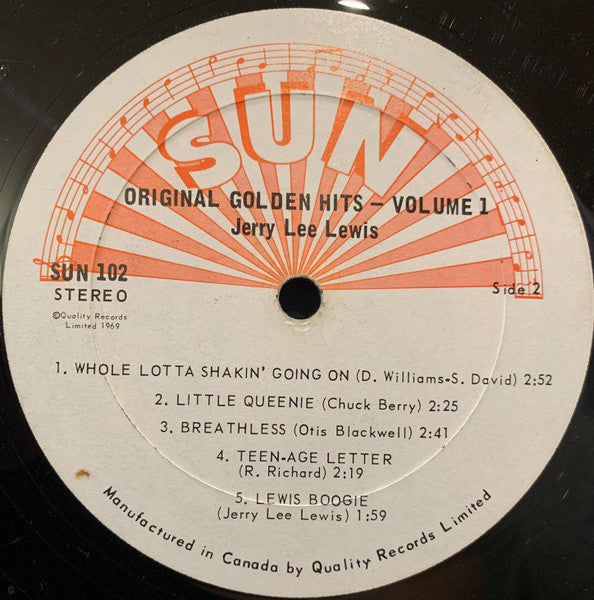 SUN
ORIGINAL GOLDEN HITS – VOLUME 1
Jerry Lee Lewis
SUN 102
STEREO
Side 2
©Quality Records
Limited 1969
1. WHOLE LOTTA SHAKIN' GOING ON (D. Williams-S. David) 2:52
2. LITTLE QUEENIE (Chuck Berry) 2:25
3. BREATHLESS (Otis Blackwell) 2:41
4. TEEN-AGE LETTER
(R. Richard) 2:19
5. LEWIS BOOGIE
(Jerry Lee Lewis) 1:59
Manufactured in Canada by Quality Records Limited